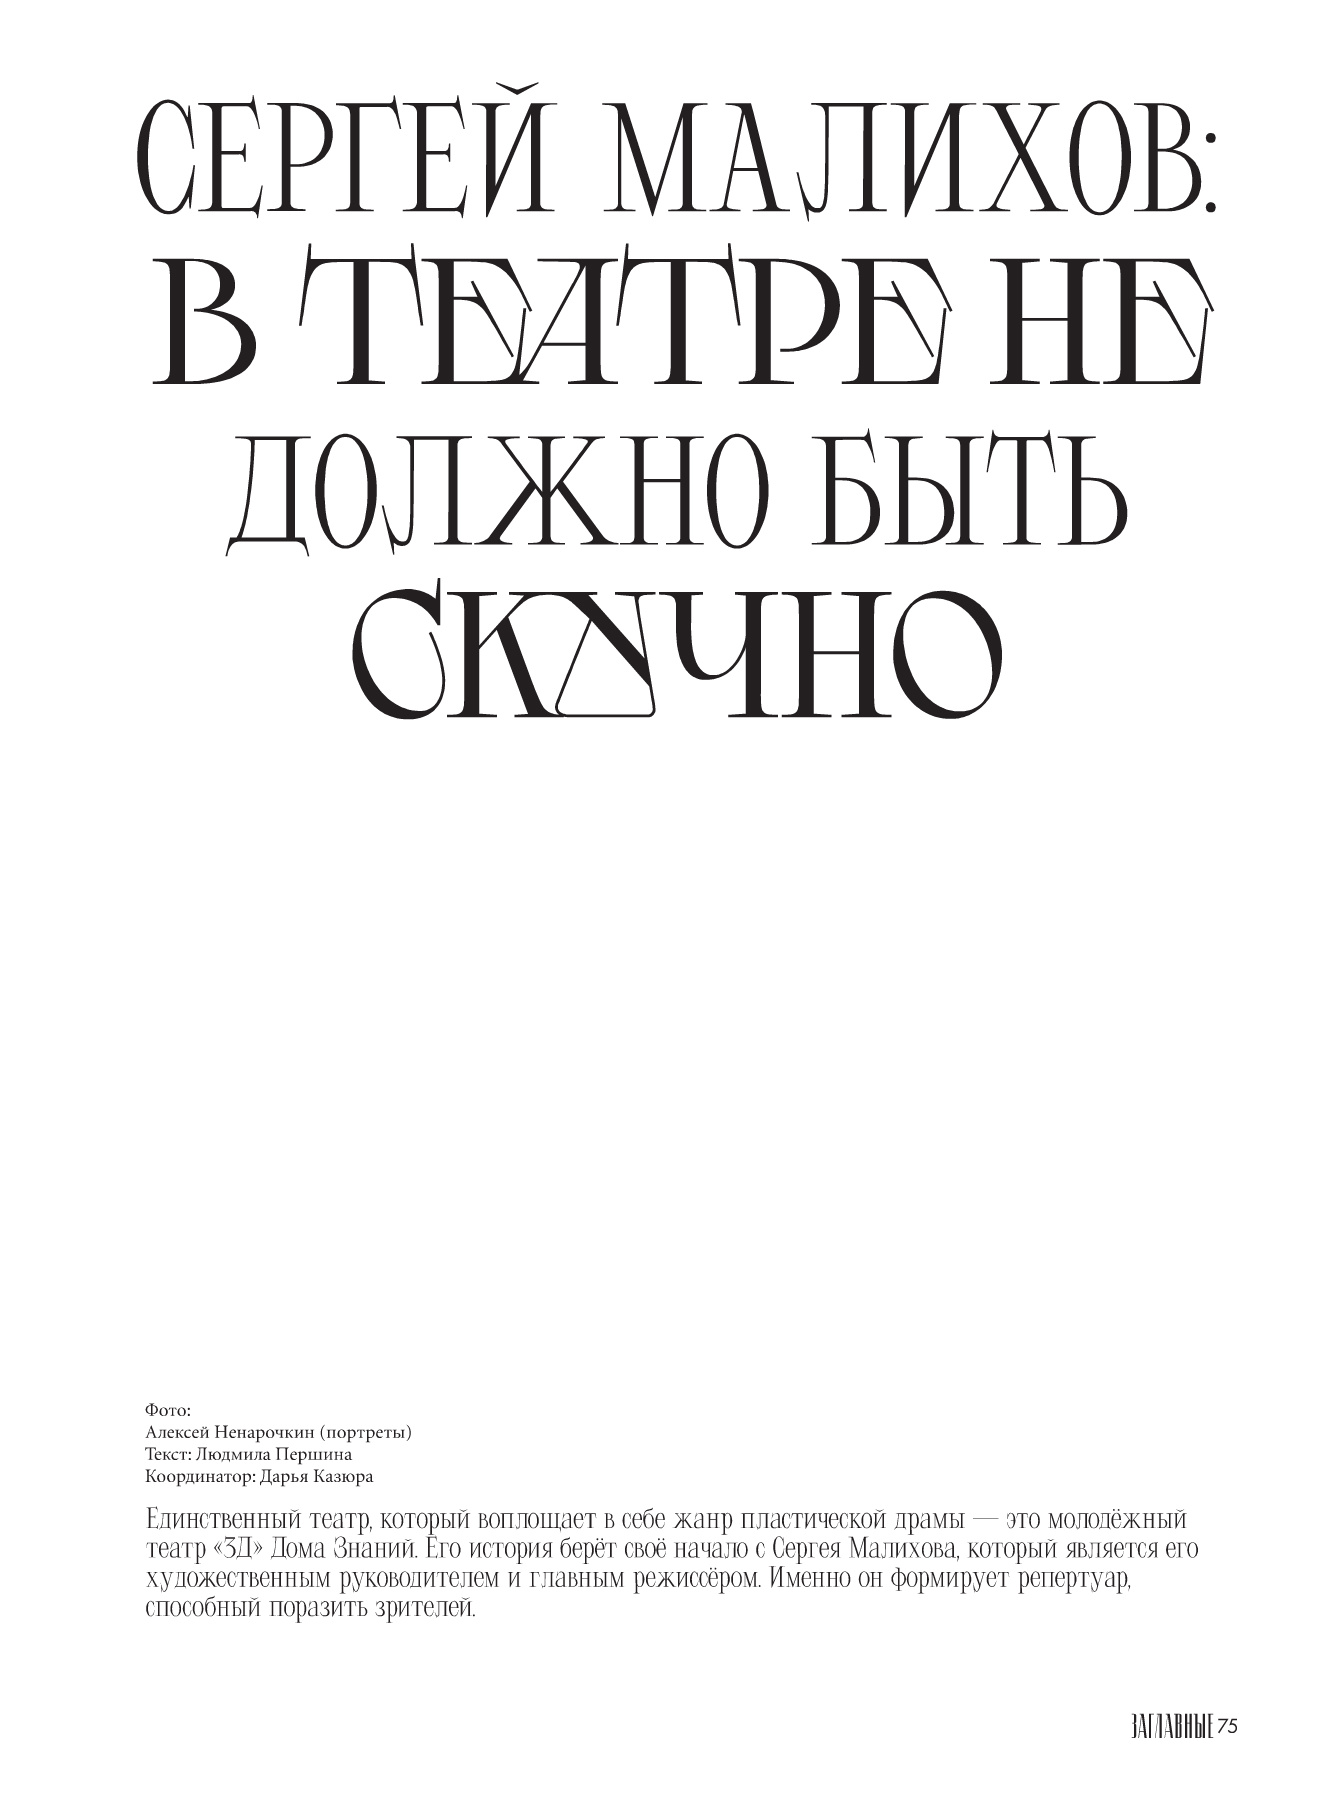 СЕРГЕЙ МАЛИХОВ:
В ТЕАТРЕ НЕ
ДОЛЖНО БЫТЬ
СКУЧНО
Фото:
Алексей Ненарочкин (портреты)
Текст: Людмила Першина
Координатор: Дарья Казюра
Единственный театр, который воплощает в себе жанр пластической драмы — это молодёжный
театр «3Д» Дома Знаний. Его история берёт своё начало с Сергея Малихова, который является его
художественным руководителем и главным режиссёром. Именно он формирует репертуар,
способный поразить зрителей.
ЗАГЛАВНЫЕ 75